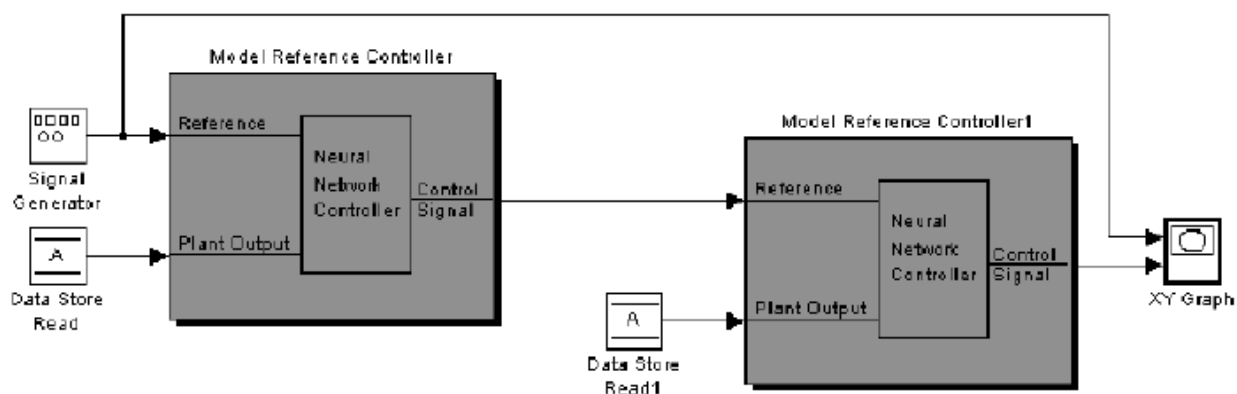 Model Reference Controller
Reference
Neural
Network
Controller
Control
Signal
Plant Output
Signal
Generator
A
Data Store
Read
Model Reference Controller1
Reference
Neural
Network
Controller
Control
Signal
Plant Output
A
Data Store
Read1
XY Graph